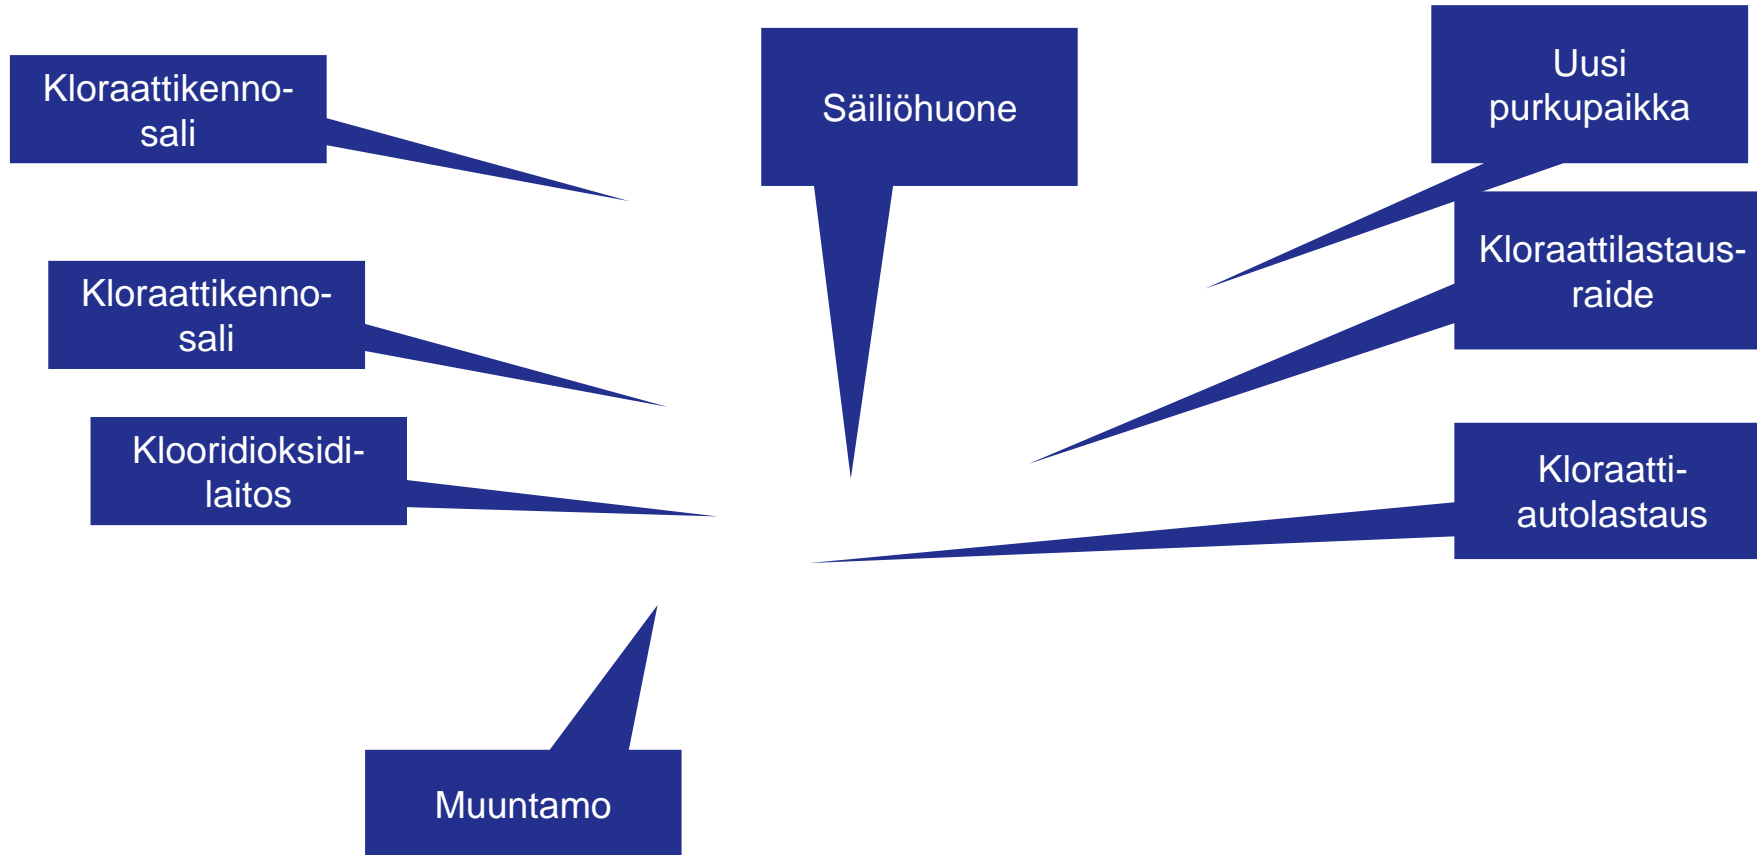 Kloraattikenno-
sali
Säiliöhuone
Uusi
purkupaikka
Kloraattilastaus-
raide
Kloraattikenno-
sali
Klooridioksidi-
laitos
Kloraatti-
autolastaus
Muuntamo